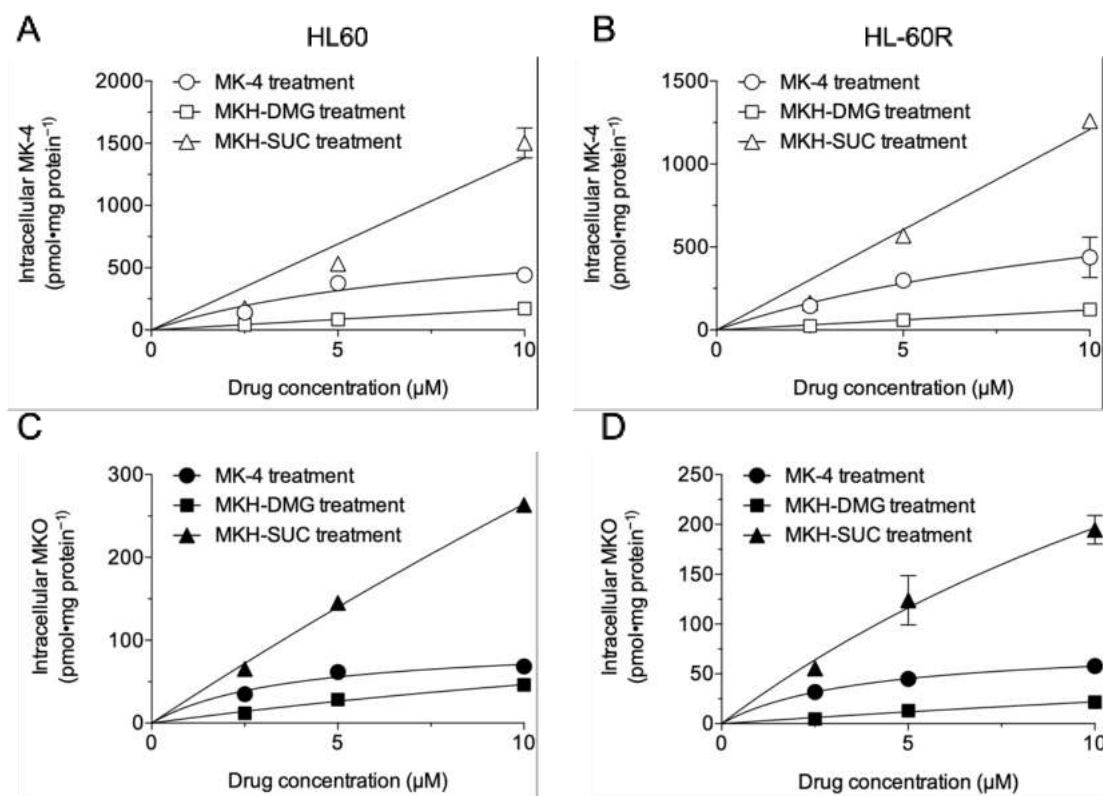 A
HL60
Intracellular MK-4
(pmol•mg protein⁻¹)
2000
1500
1000
500
0
MK-4 treatment
MKH-DMG treatment
MKH-SUC treatment
0
5
10
Drug concentration (µM)
B
HL-60R
Intracellular MK-4
(pmol•mg protein⁻¹)
1500
1000
500
0
MK-4 treatment
MKH-DMG treatment
MKH-SUC treatment
0
5
10
Drug concentration (µM)
C
Intracellular MKO
(pmol•mg protein⁻¹)
300
200
100
0
MK-4 treatment
MKH-DMG treatment
MKH-SUC treatment
0
5
10
Drug concentration (µM)
D
Intracellular MKO
(pmol•mg protein⁻¹)
250
200
150
100
50
0
MK-4 treatment
MKH-DMG treatment
MKH-SUC treatment
0
5
10
Drug concentration (µM)